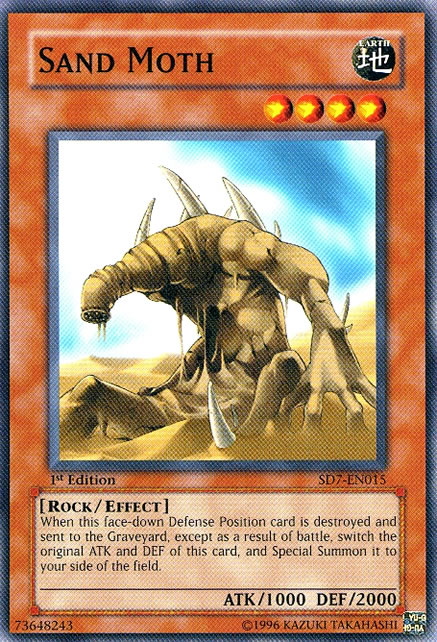 SAND MOTH
EARTH
地
1st Edition
SD7-EN015
[ROCK/EFFECT]
When this face-down Defense Position card is destroyed and
sent to the Graveyard, except as a result of battle, switch the
original ATK and DEF of this card, and Special Summon it to
your side of the field.
ATK/1000 DEF/2000
73648243
©1996 KAZUKI TAKAHASHI